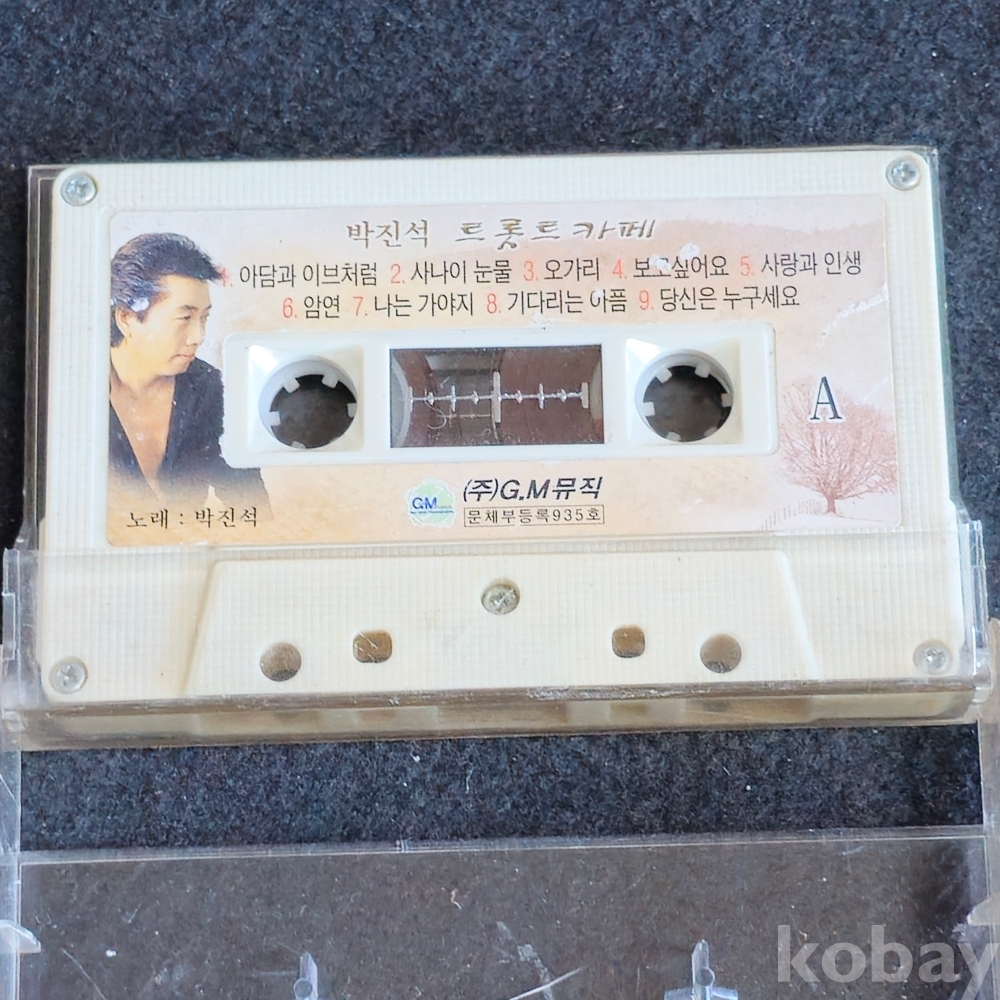 박진석 트롯트카페
1. 아담과 이브처럼 2. 사나이 눈물 3. 오가리 4. 보고싶어요 5. 사랑과 인생
6. 암연 7. 나는 가야지 8. 기다리는 아픔 9. 당신은 누구세요
A
GM
(주)G.M뮤직
문체부등록935호
노래 : 박진석
kobay